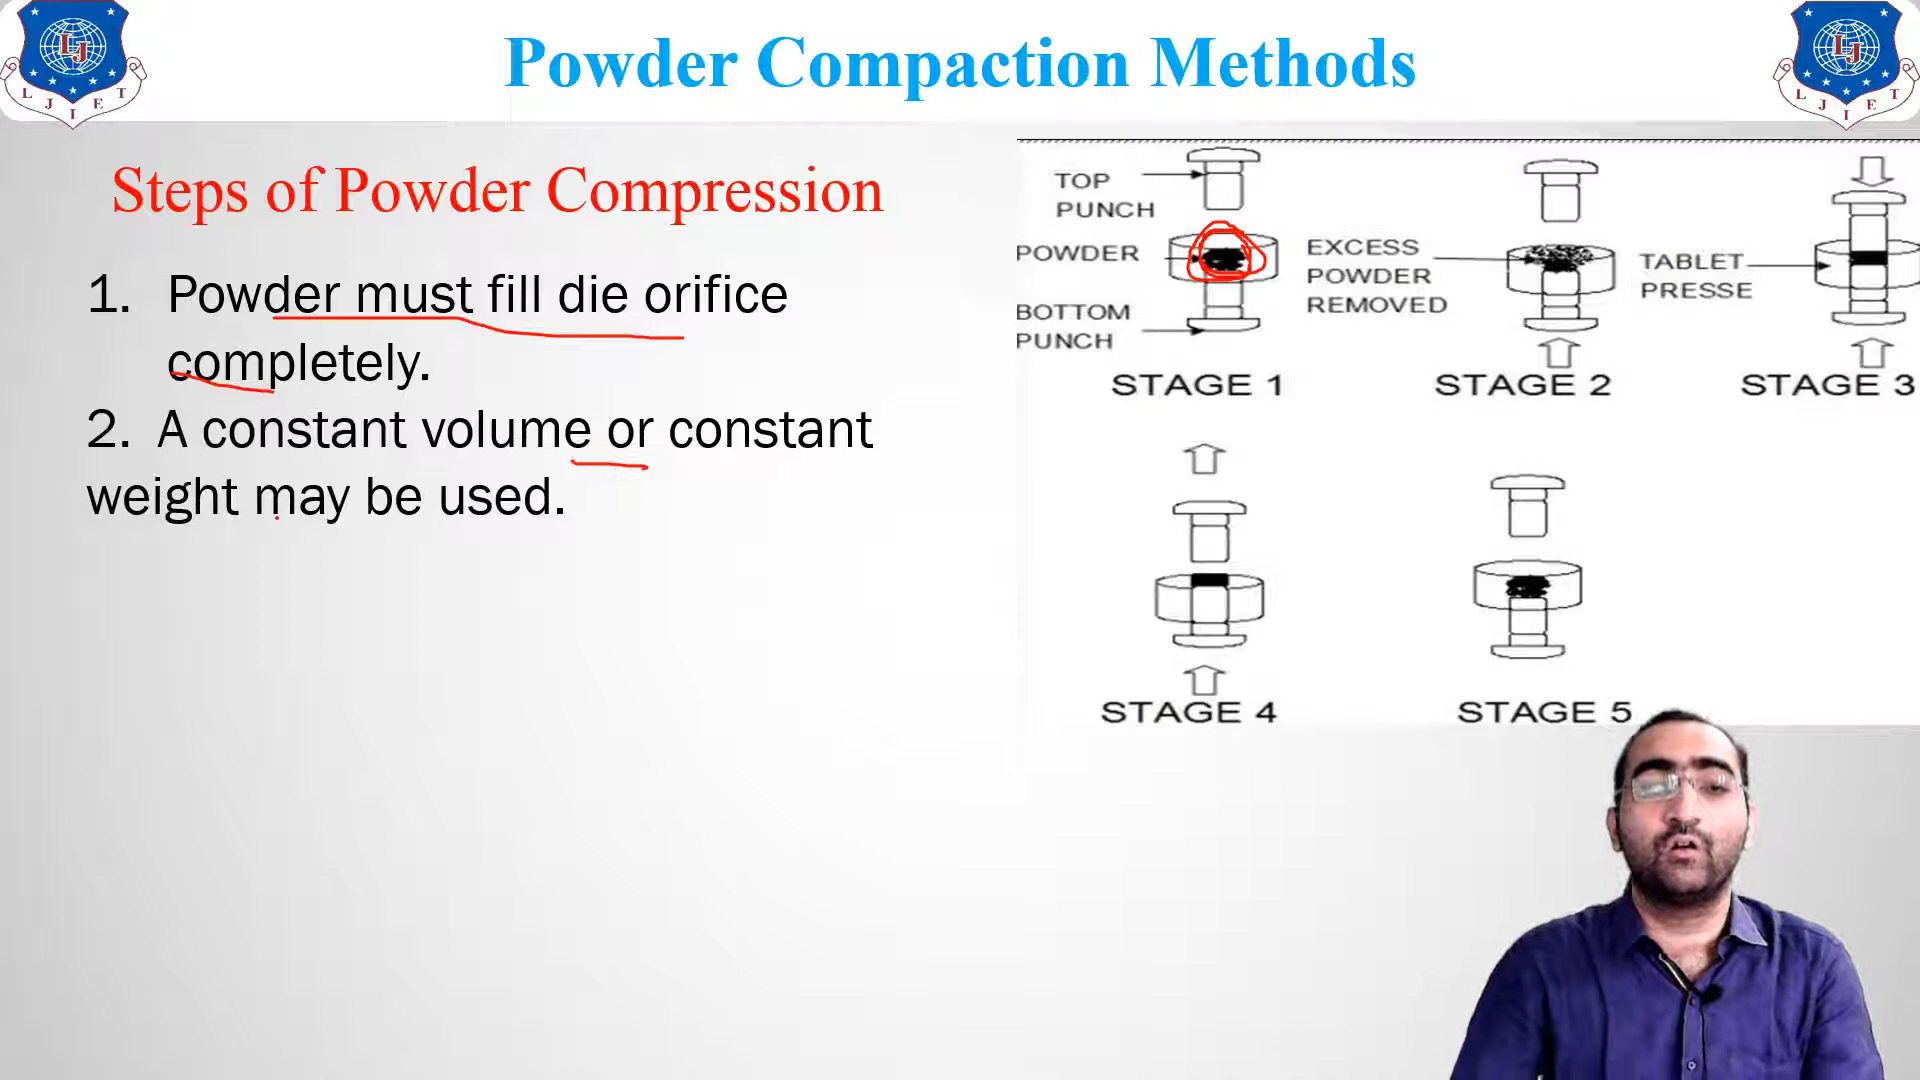 Powder Compaction Methods
LJ
L J I E T
LJ
L J I E T
Steps of Powder Compression
1. Powder must fill die orifice
completely.
2. A constant volume or constant
weight may be used.
TOP
PUNCH
POWDER
BOTTOM
PUNCH
STAGE 1
EXCESS
POWDER
REMOVED
STAGE 2
TABLET
PRESSE
STAGE 3
STAGE 4
STAGE 5